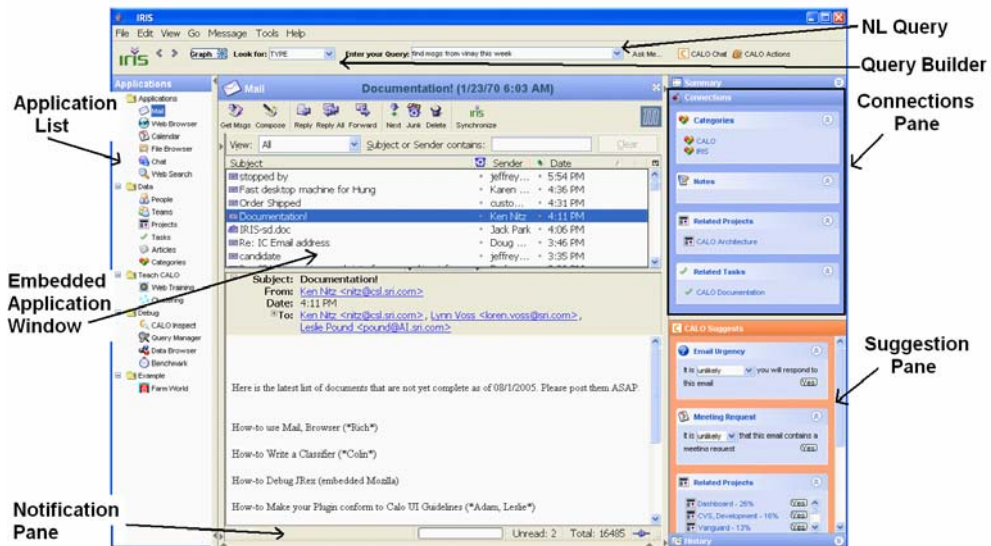 IRIS
File Edit View Go Message Tools Help
iris Graph Look for: TYPE Enter your Query: find msgs from vinay this week Ask Me... CALO Chat CALO Actions
NL Query
Query Builder
Connections
Pane
Suggestion
Pane
Application
List
Embedded
Application
Window
Notification
Pane
Applications
Applications
Mail
Web Browser
Calendar
File Browser
Chat
Web Search
Data
People
Teams
Projects
Tasks
Articles
Categories
Teach CALO
Web Training
Clustering
Debug
CALO Inspect
Query Manager
Data Browser
Benchmark
Example
Farm World
Mail Documentation! (1/23/70 6:03 AM)
Get Msgs Compose Reply Reply All Forward Next Junk Delete iris Synchronize
View: All Subject or Sender contains: Clear
Subject Sender Date
stopped by jeffrey... 5:54 PM
Fast desktop machine for Hung Karen ... 4:36 PM
Order Shipped custo... 4:31 PM
Documentation! Ken Nitz 4:11 PM
IRIS-sd.doc Jack Park 4:06 PM
Re: IC Email address Doug ... 3:46 PM
candidate jeffrey... 3:35 PM
Subject: Documentation!
From: Ken Nitz <nitz@csl.sri.com>
Date: 4:11 PM
To: Ken Nitz <nitz@csl.sri.com>, Lynn Voss <loren.voss@sri.com>,
Leslie Pound <pound@AI.sri.com>
Here is the latest list of documents that are not yet complete as of 08/1/2005. Please post them ASAP.
How-to use Mail, Browser (*Rich*)
How-to Write a Classifier (*Colin*)
How-to Debug JRex (embedded Mozilla)
How-to Make your Plugin conform to Calo UI Guidelines (*Adam, Leslie*)
Unread: 2 Total: 16485
Summary
Connections
Categories
CALO
IRIS
Notes
Related Projects
CALO Architecture
Related Tasks
CALO Documentation
CALO Suggests
Email Urgency
It is unlikely you will respond to
this email Yes
Meeting Request
It is unlikely that this email contains a
meeting request Yes
Related Projects
Dashboard - 26% Yes
CVS, Development - 16% Yes
Vanguard - 13% Yes
History